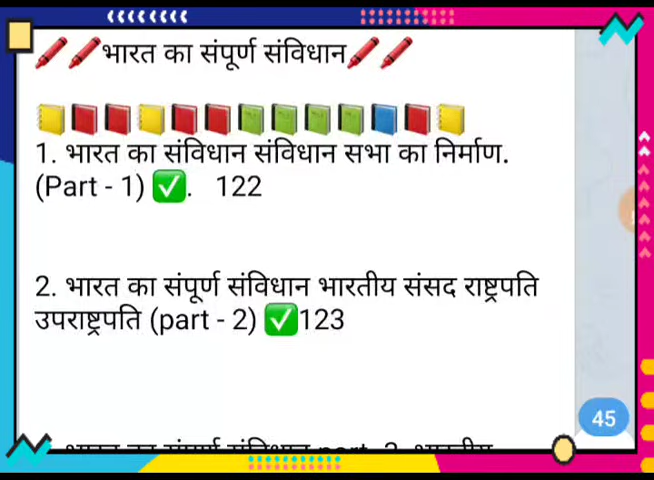 भारत का संपूर्ण संविधान
1. भारत का संविधान संविधान सभा का निर्माण.
(Part - 1) ✅. 122
2. भारत का संपूर्ण संविधान भारतीय संसद राष्ट्रपति
उपराष्ट्रपति (part - 2) ✅123
45